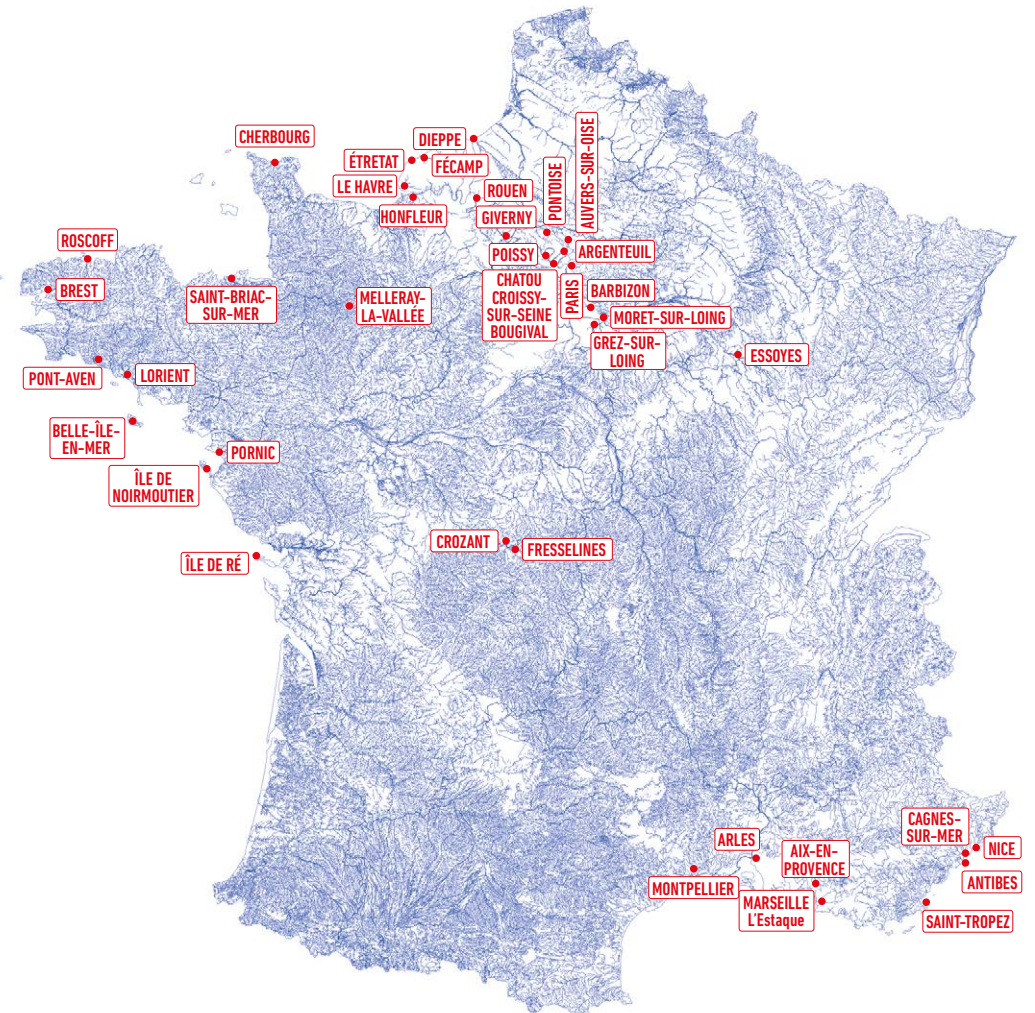 CHERBOURG
DIEPPE
ÉTRETAT
FÉCAMP
LE HAVRE
HONFLEUR
ROUEN
GIVERNY
PONTOISE
AUVERS-SUR-OISE
POISSY
ARGENTEUIL
CHATOU
CROISSY-
SUR-SEINE
BOUGIVAL
PARIS
BARBIZON
MORET-SUR-LOING
GREZ-SUR-
LOING
ESSOYES
ROSCOFF
BREST
SAINT-BRIAC-
SUR-MER
MELLERAY-
LA-VALLÉE
PONT-AVEN
LORIENT
BELLE-ÎLE-
EN-MER
PORNIC
ÎLE DE
NOIRMOUTIER
ÎLE DE RÉ
CROZANT
FRESSELINES
ARLES
MONTPELLIER
AIX-EN-
PROVENCE
MARSEILLE
L'Estaque
CAGNES-
SUR-MER
NICE
ANTIBES
SAINT-TROPEZ